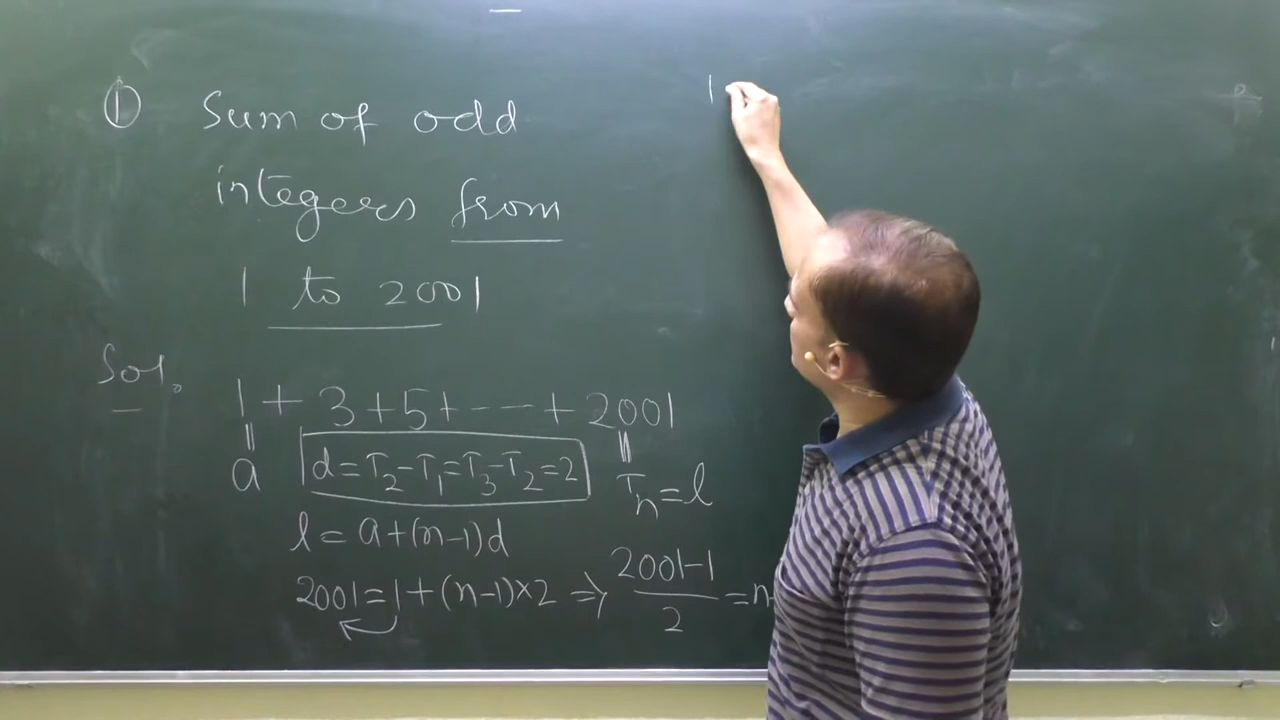 ① Sum of odd
integers from
1 to 2001
Sol.
1 + 3 + 5 + --- + 2001
a d = T₂ - T₁ = T₃ - T₂ = 2 Tₙ = l
l = a + (n-1)d
2001 = 1 + (n-1) × 2 ⇒ (2001-1)/2 = n
1